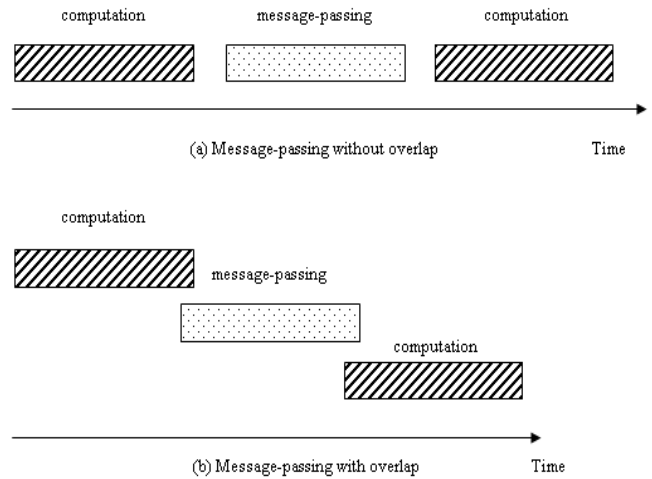 computation message-passing computation
(a) Message-passing without overlap Time
computation
message-passing
computation
(b) Message-passing with overlap Time